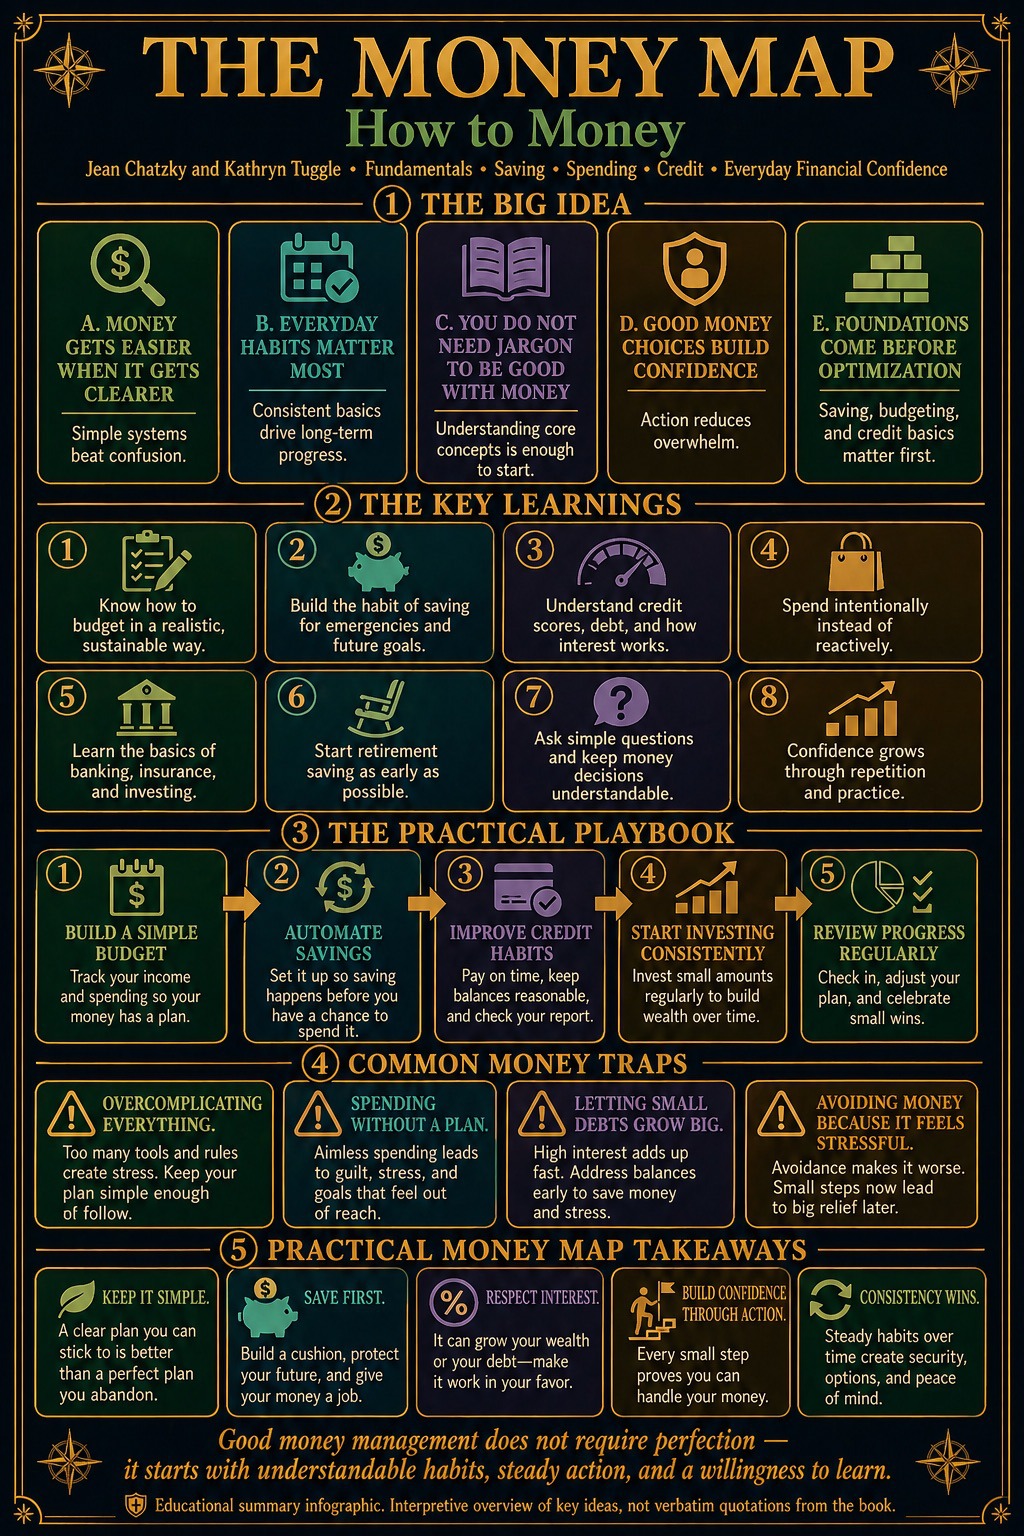 THE MONEY MAP
How to Money
Jean Chatzky and Kathryn Tuggle • Fundamentals • Saving • Spending • Credit • Everyday Financial Confidence
1 THE BIG IDEA
$
A. MONEY
GETS EASIER
WHEN IT GETS
CLEARER
Simple systems
beat confusion.
B. EVERYDAY
HABITS MATTER
MOST
Consistent basics
drive long-term
progress.
C. YOU DO NOT
NEED JARGON
TO BE GOOD
WITH MONEY
Understanding core
concepts is enough
to start.
D. GOOD MONEY
CHOICES BUILD
CONFIDENCE
Action reduces
overwhelm.
E. FOUNDATIONS
COME BEFORE
OPTIMIZATION
Saving, budgeting,
and credit basics
matter first.
2 THE KEY LEARNINGS
1
Know how to
budget in a realistic,
sustainable way.
2
$
Build the habit of saving
for emergencies and
future goals.
3
Understand credit
scores, debt, and how
interest works.
4
Spend intentionally
instead of
reactively.
5
Learn the basics of
banking, insurance,
and investing.
6
Start retirement
saving as early as
possible.
7
?
Ask simple questions
and keep money
decisions
understandable.
8
Confidence grows
through repetition
and practice.
3 THE PRACTICAL PLAYBOOK
1
$
BUILD A SIMPLE
BUDGET
Track your income
and spending so your
money has a plan.
2
$
AUTOMATE
SAVINGS
Set it up so saving
happens before you
have a chance to
spend it.
3
IMPROVE CREDIT
HABITS
Pay on time, keep
balances reasonable,
and check your report.
4
START INVESTING
CONSISTENTLY
Invest small amounts
regularly to build
wealth over time.
5
REVIEW PROGRESS
REGULARLY
Check in, adjust your
plan, and celebrate
small wins.
4 COMMON MONEY TRAPS
!
OVERCOMPLICATING
EVERYTHING.
Too many tools and rules
create stress. Keep your
plan simple enough
of follow.
!
SPENDING
WITHOUT A PLAN.
Aimless spending leads
to guilt, stress, and
goals that feel out
of reach.
!
LETTING SMALL
DEBTS GROW BIG.
High interest adds up
fast. Address balances
early to save money
and stress.
!
AVOIDING MONEY
BECAUSE IT FEELS
STRESSFUL.
Avoidance makes it worse.
Small steps now lead
to big relief later.
5 PRACTICAL MONEY MAP TAKEAWAYS
KEEP IT SIMPLE.
A clear plan you can
stick to is better
than a perfect plan
you abandon.
$
SAVE FIRST.
Build a cushion, protect
your future, and give
your money a job.
%
RESPECT INTEREST.
It can grow your wealth
or your debt—make
it work in your favor.
BUILD CONFIDENCE
THROUGH ACTION.
Every small step
proves you can
handle your money.
CONSISTENCY WINS.
Steady habits over
time create security,
options, and peace
of mind.
Good money management does not require perfection —
it starts with understandable habits, steady action, and a willingness to learn.
Educational summary infographic. Interpretive overview of key ideas, not verbatim quotations from the book.